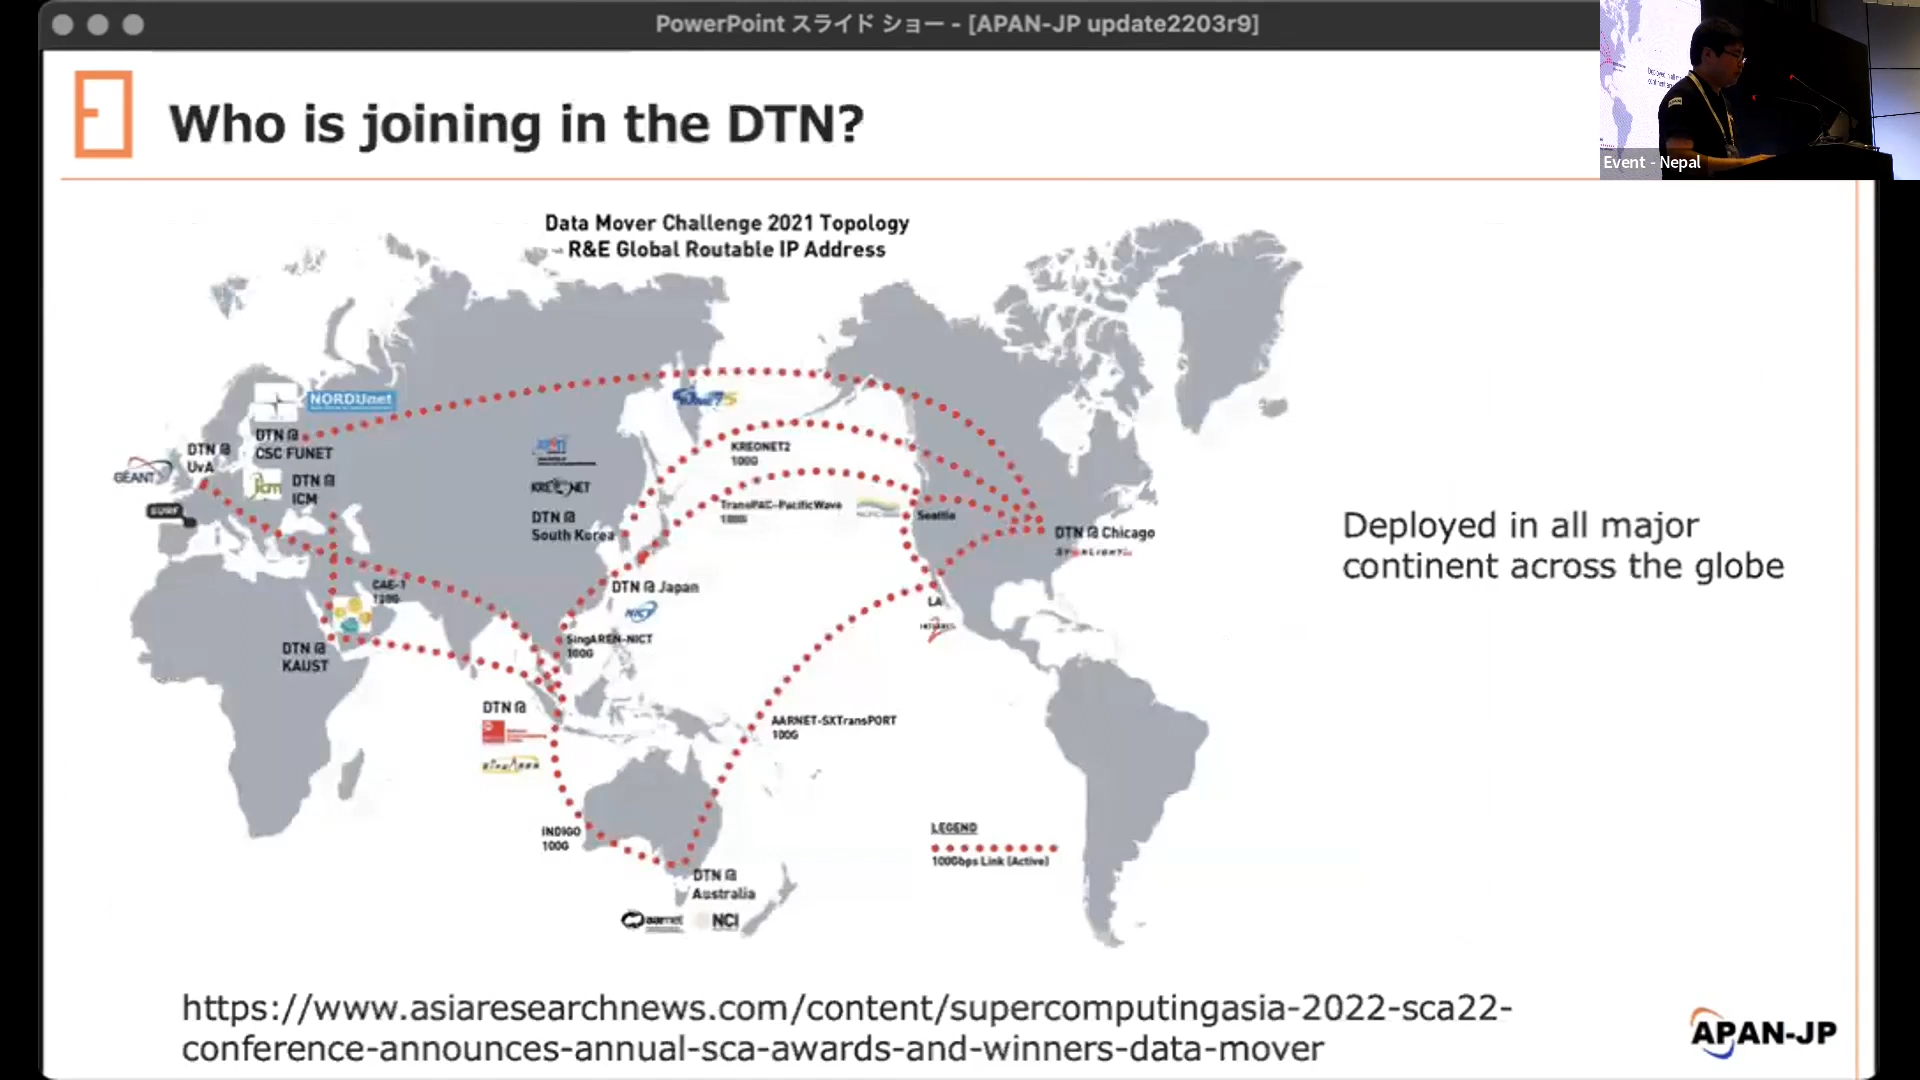 PowerPoint スライド ショー - [APAN-JP update2203r9]
Event - Nepal
Who is joining in the DTN?
Data Mover Challenge 2021 Topology
- R&E Global Routable IP Address
NORDUnet
DTN @
CSC FUNET
DTN @
UvA
GÉANT
icm
DTN @
ICM
SURF
KREONET
DTN @
South Korea
KREONET2
100G
TransPAC-PacificWave
100G
Seattle
DTN @ Chicago
STARLIGHT
Deployed in all major
continent across the globe
CAE-1
100G
DTN @ Japan
NICT
LA
SingAREN-NICT
100G
DTN @
KAUST
DTN @
SingAREN
AARNET-SXTransPORT
100G
INDIGO
100G
LEGEND
100Gbps Link (Active)
DTN @
Australia
aarnet
NCI
https://www.asiaresearchnews.com/content/supercomputingasia-2022-sca22-
conference-announces-annual-sca-awards-and-winners-data-mover
APAN-JP